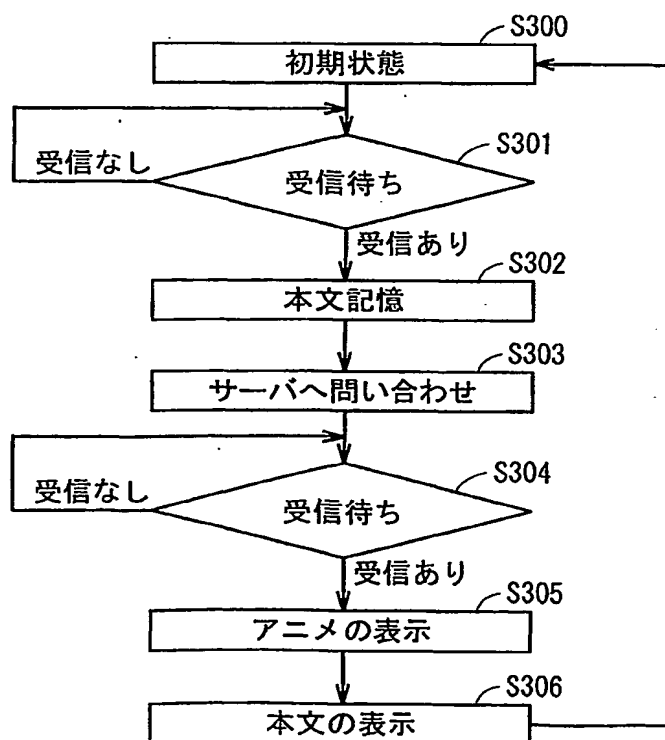 S300
初期状態
S301
受信なし
受信待ち
受信あり
S302
本文記憶
S303
サーバへ問い合わせ
S304
受信なし
受信待ち
受信あり
S305
アニメの表示
S306
本文の表示